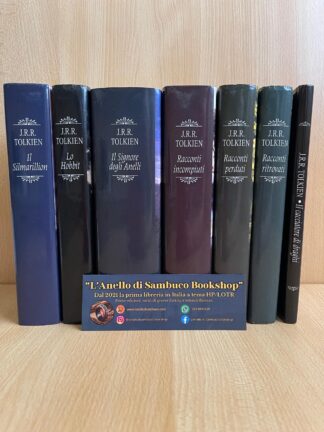 J.R.R.
TOLKIEN
Il
Silmarillion
J.R.R.
TOLKIEN
Lo
Hobbit
J.R.R.
TOLKIEN
Il Signore
degli Anelli
J.R.R.
TOLKIEN
Racconti
incompiuti
J.R.R.
TOLKIEN
Racconti
perduti
J.R.R.
TOLKIEN
Racconti
ritrovati
J.R.R. TOLKIEN • Il cacciatore di draghi
"L'Anello di Sambuco Bookshop"
Dal 2021 la prima libreria in Italia a tema HP/LOTR